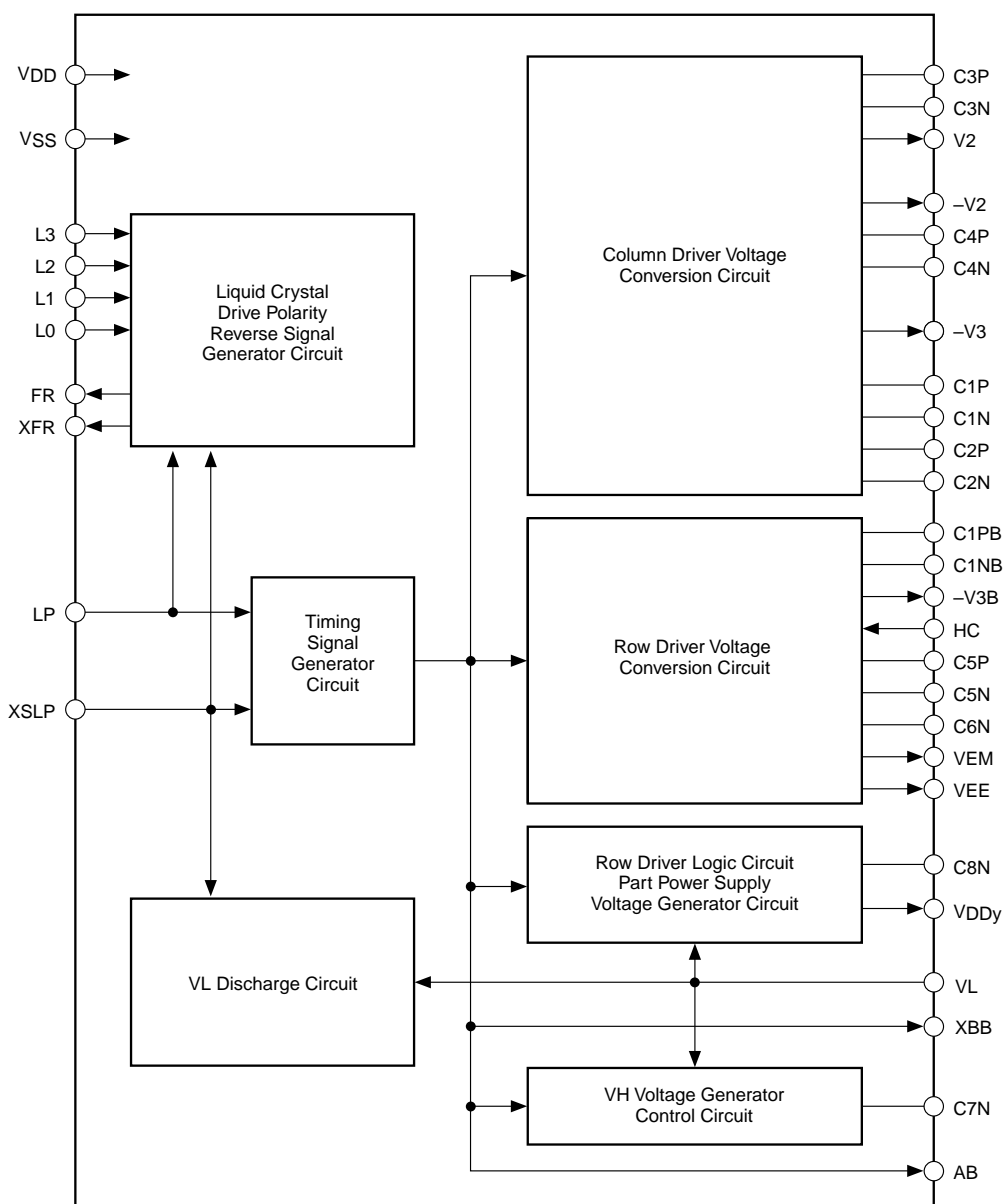 VDD
VSS
L3
L2
L1
L0
FR
XFR
LP
XSLP
Liquid Crystal
Drive Polarity
Reverse Signal
Generator Circuit
Timing
Signal
Generator
Circuit
VL Discharge Circuit
Column Driver Voltage
Conversion Circuit
Row Driver Voltage
Conversion Circuit
Row Driver Logic Circuit
Part Power Supply
Voltage Generator Circuit
VH Voltage Generator
Control Circuit
C3P
C3N
V2
–V2
C4P
C4N
–V3
C1P
C1N
C2P
C2N
C1PB
C1NB
–V3B
HC
C5P
C5N
C6N
VEM
VEE
C8N
VDDy
VL
XBB
C7N
AB